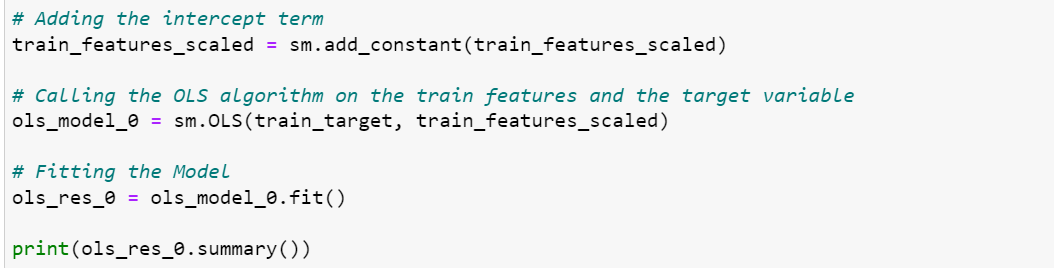 # Adding the intercept term
train_features_scaled = sm.add_constant(train_features_scaled)
# Calling the OLS algorithm on the train features and the target variable
ols_model_0 = sm.OLS(train_target, train_features_scaled)
# Fitting the Model
ols_res_0 = ols_model_0.fit()
print(ols_res_0.summary())